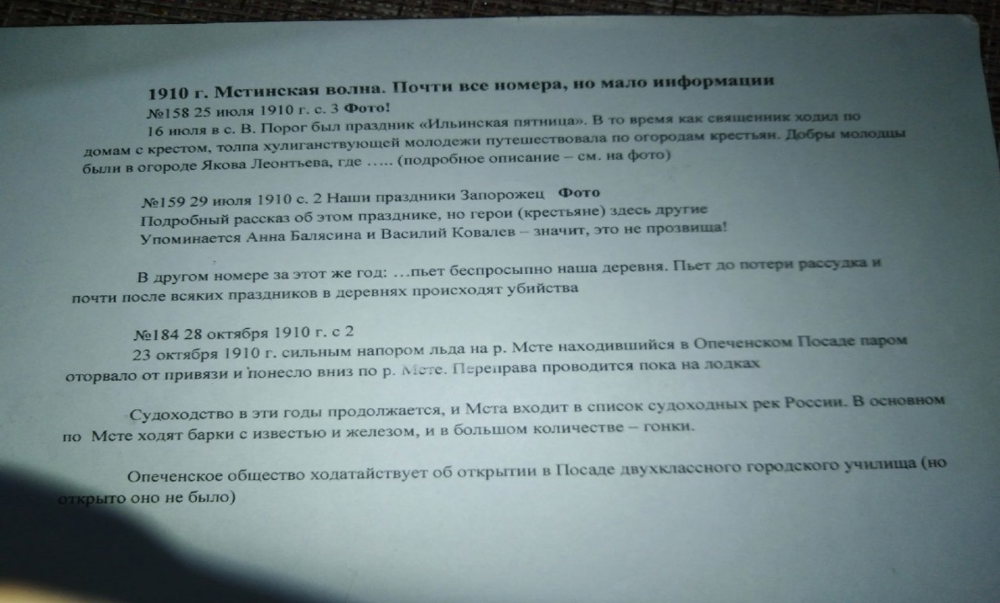 1910 г. Мстинская волна. Почти все номера, но мало информации
№158 25 июля 1910 г. с. 3 Фото!
16 июля в с. В. Порог был праздник «Ильинская пятница». В то время как священник ходил по
домам с крестом, толпа хулиганствующей молодежи путешествовала по огородам крестьян. Добры молодцы
были в огороде Якова Леонтьева, где ….. (подробное описание – см. на фото)
№159 29 июля 1910 с. 2 Наши праздники Запорожец Фото
Подробный рассказ об этом празднике, но герои (крестьяне) здесь другие
Упоминается Анна Балясина и Василий Ковалев – значит, это не прозвища!
В другом номере за этот же год: …пьет беспросыпно наша деревня. Пьет до потери рассудка и
почти после всяких праздников в деревнях происходят убийства
№184 28 октября 1910 г. с 2
23 октября 1910 г. сильным напором льда на р. Мсте находившийся в Опеченском Посаде паром
оторвало от привязи и понесло вниз по р. Мсте. Переправа проводится пока на лодках
Судоходство в эти годы продолжается, и Мста входит в список судоходных рек России. В основном
по Мсте ходят барки с известью и железом, и в большом количестве – гонки.
Опеченское общество ходатайствует об открытии в Посаде двухклассного городского училища (но
открыто оно не было)